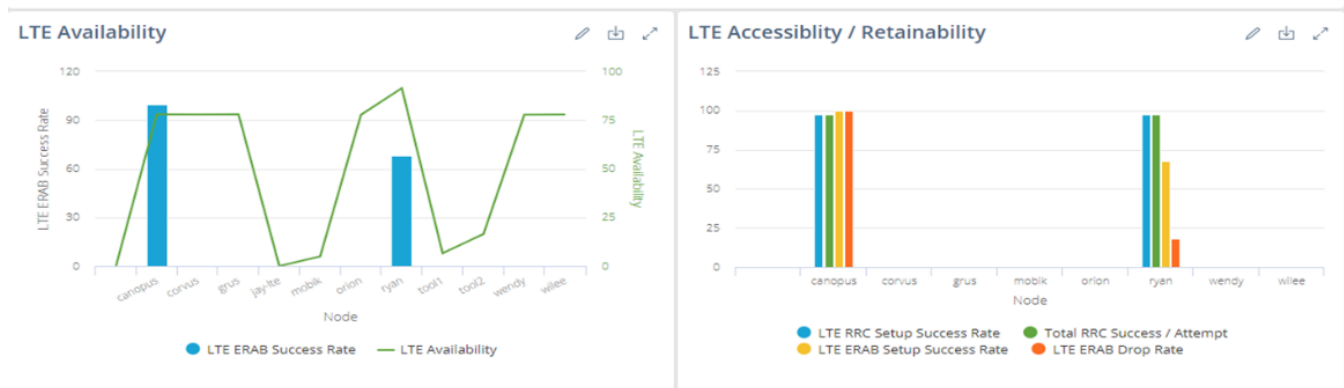 LTE Availability
120
90
60
30
0
LTE ERAB Success Rate
100
75
50
25
0
LTE Availability
canopus corvus grus jay-lte mobik orion ryan tool1 tool2 wendy wilee
Node
LTE ERAB Success Rate LTE Availability
LTE Accessiblity / Retainability
125
100
75
50
25
0
canopus corvus grus mobik orion ryan wendy wilee
Node
LTE RRC Setup Success Rate Total RRC Success / Attempt
LTE ERAB Setup Success Rate LTE ERAB Drop Rate